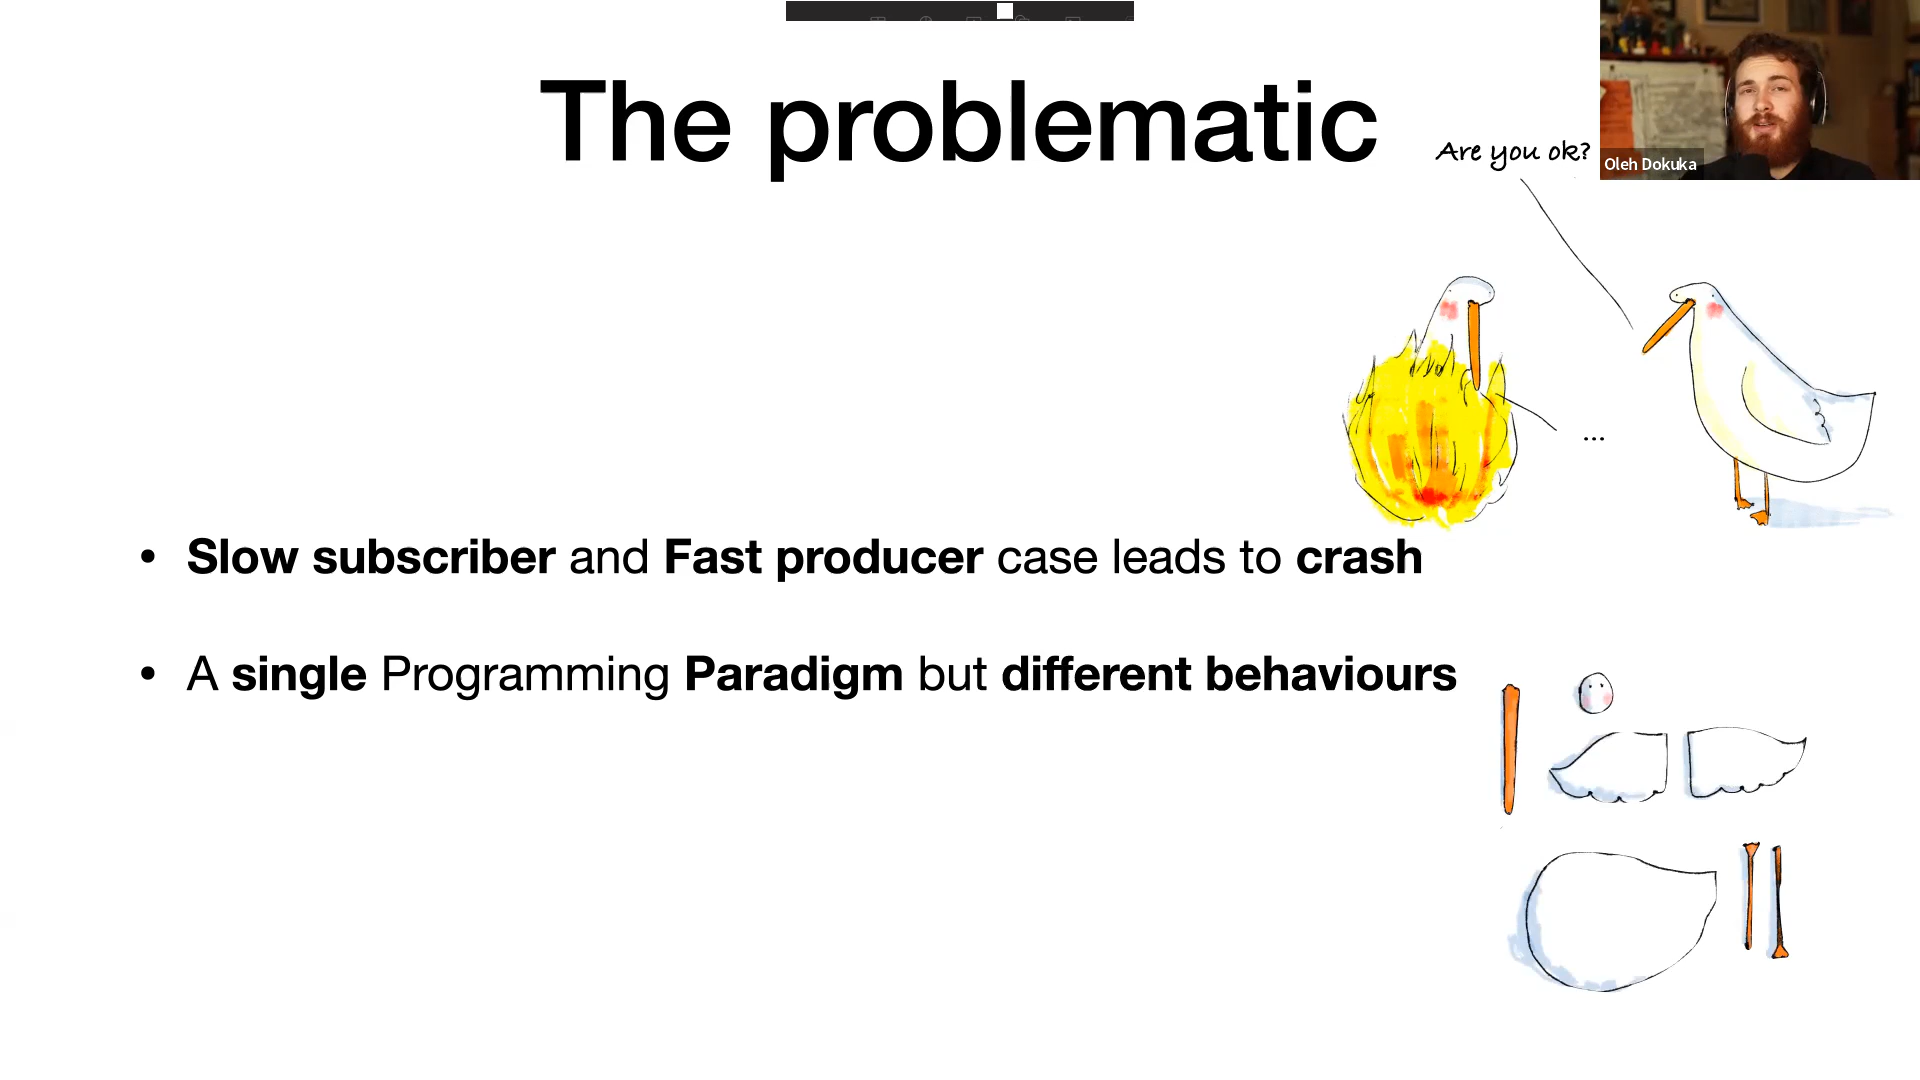 The problematic
Are you ok?
Oleh Dokuka
...
• Slow subscriber and Fast producer case leads to crash
• A single Programming Paradigm but different behaviours